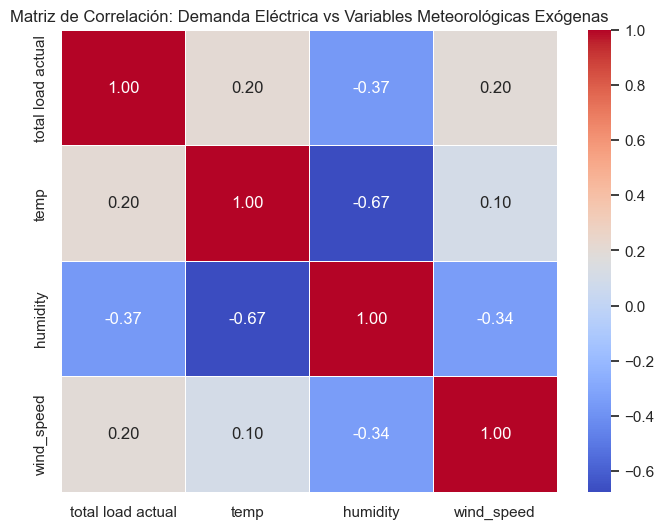 Matriz de Correlación: Demanda Eléctrica vs Variables Meteorológicas Exógenas
total load actual
1.00 0.20 -0.37 0.20
temp
0.20 1.00 -0.67 0.10
humidity
-0.37 -0.67 1.00 -0.34
wind_speed
0.20 0.10 -0.34 1.00
total load actual temp humidity wind_speed
1.0
0.8
0.6
0.4
0.2
0.0
-0.2
-0.4
-0.6